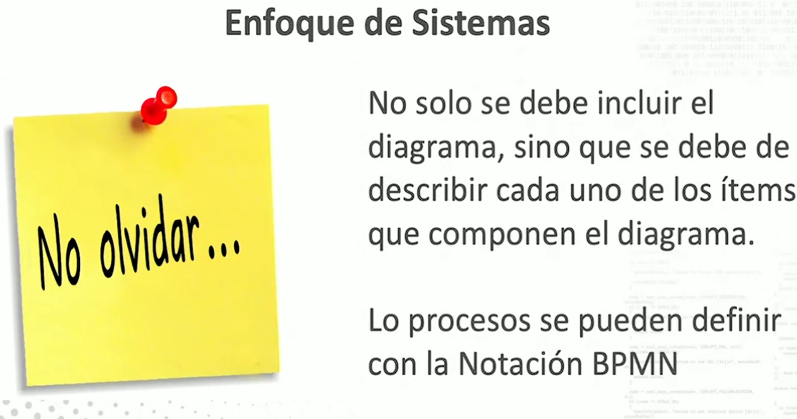 Enfoque de Sistemas
No olvidar...
No solo se debe incluir el
diagrama, sino que se debe de
describir cada uno de los ítems
que componen el diagrama.
Lo procesos se pueden definir
con la Notación BPMN